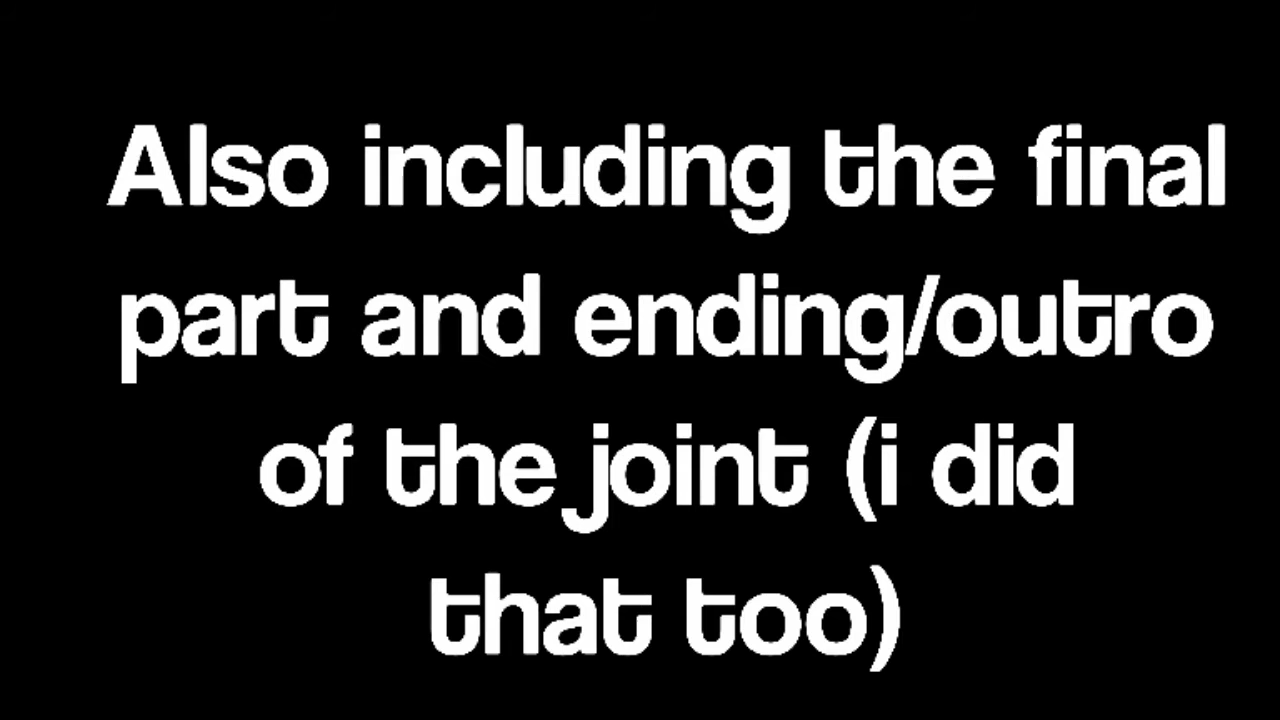 Also including the final
part and ending/outro
of the joint (i did
that too)